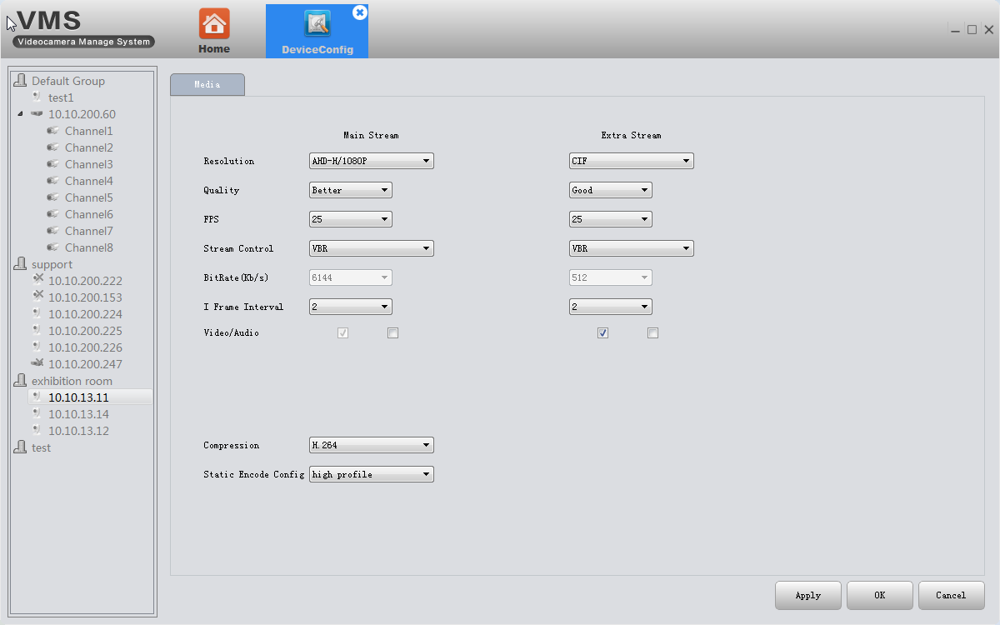 VMS
Videocamera Manage System
Home
DeviceConfig
Default Group
test1
10.10.200.60
Channel1
Channel2
Channel3
Channel4
Channel5
Channel6
Channel7
Channel8
support
10.10.200.222
10.10.200.153
10.10.200.224
10.10.200.225
10.10.200.226
10.10.200.247
exhibition room
10.10.13.11
10.10.13.14
10.10.13.12
test
Media
Main Stream Extra Stream
Resolution AHD-H/1080P CIF
Quality Better Good
FPS 25 25
Stream Control VBR VBR
BitRate(Kb/s) 6144 512
I Frame Interval 2 2
Video/Audio
Compression H.264
Static Encode Config high profile
Apply OK Cancel